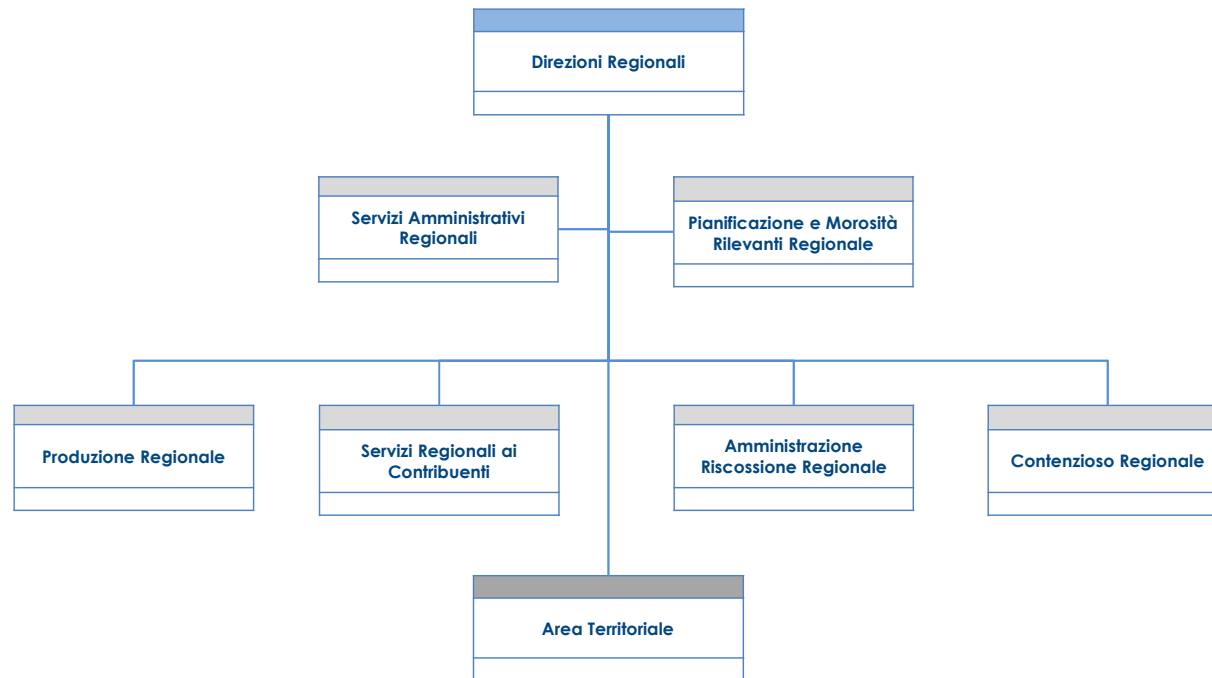 Direzioni Regionali
Servizi Amministrativi
Regionali
Pianificazione e Morosità
Rilevanti Regionale
Produzione Regionale
Servizi Regionali ai
Contribuenti
Amministrazione
Riscossione Regionale
Contenzioso Regionale
Area Territoriale